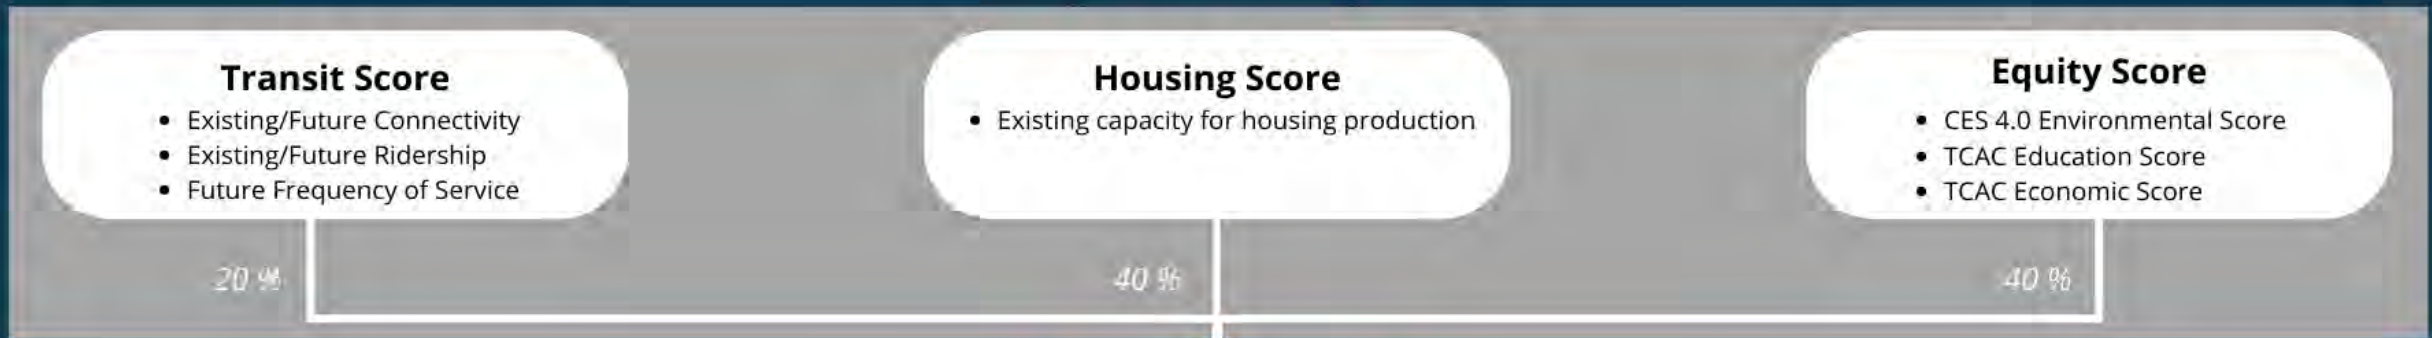 Transit Score
• Existing/Future Connectivity
• Existing/Future Ridership
• Future Frequency of Service
Housing Score
• Existing capacity for housing production
Equity Score
• CES 4.0 Environmental Score
• TCAC Education Score
• TCAC Economic Score
20 %
40 %
40 %